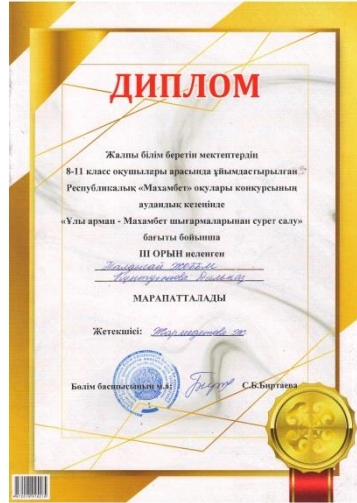 ДИПЛОМ
Жалпы білім беретін мектептердің
8-11 класс оқушылары арасында ұйымдастырылған
Республикалық «Махамбет» оқулары конкурсының
аудандық кезеңінде
«Ұлы арман - Махамбет шығармаларынан сурет салу»
бағыты бойынша
ІІІ ОРЫН иеленген
МАРАПАТТАЛАДЫ
Жетекшісі:
Бөлім басшысының м.а: С.Б.Биртаева